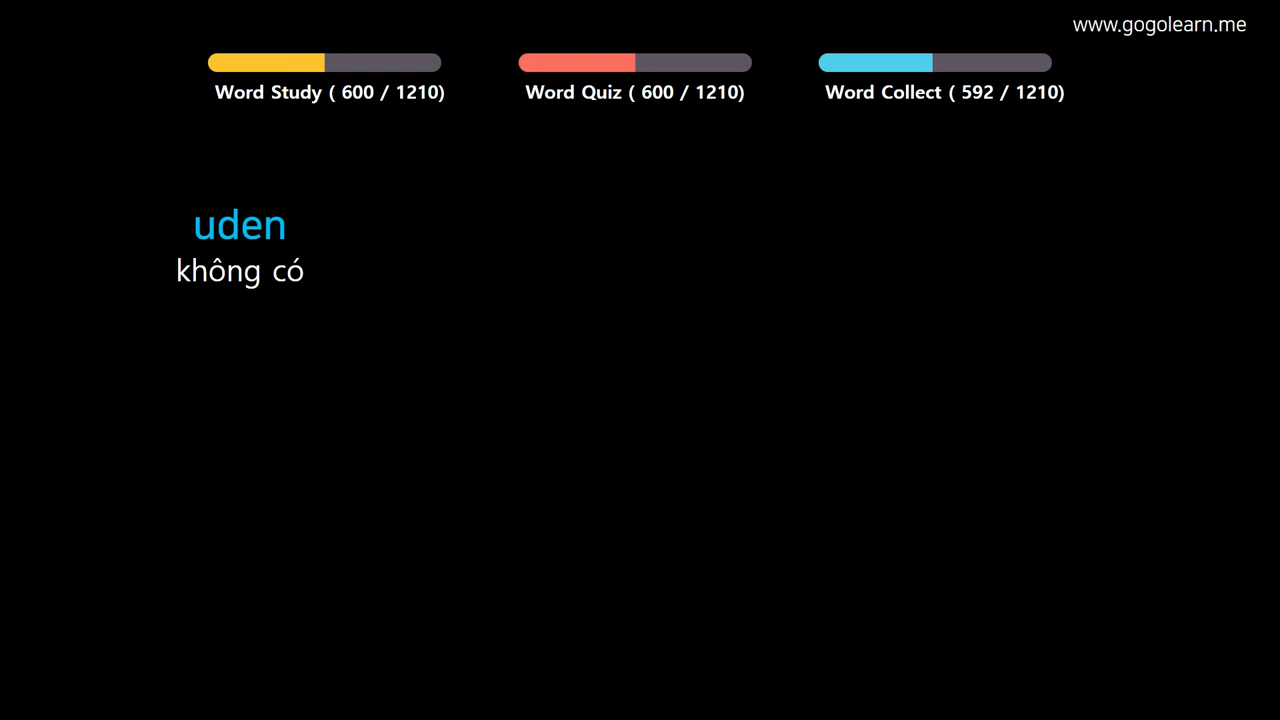 www.gogolearn.me
Word Study ( 600 / 1210)
Word Quiz ( 600 / 1210)
Word Collect ( 592 / 1210)
uden
không có